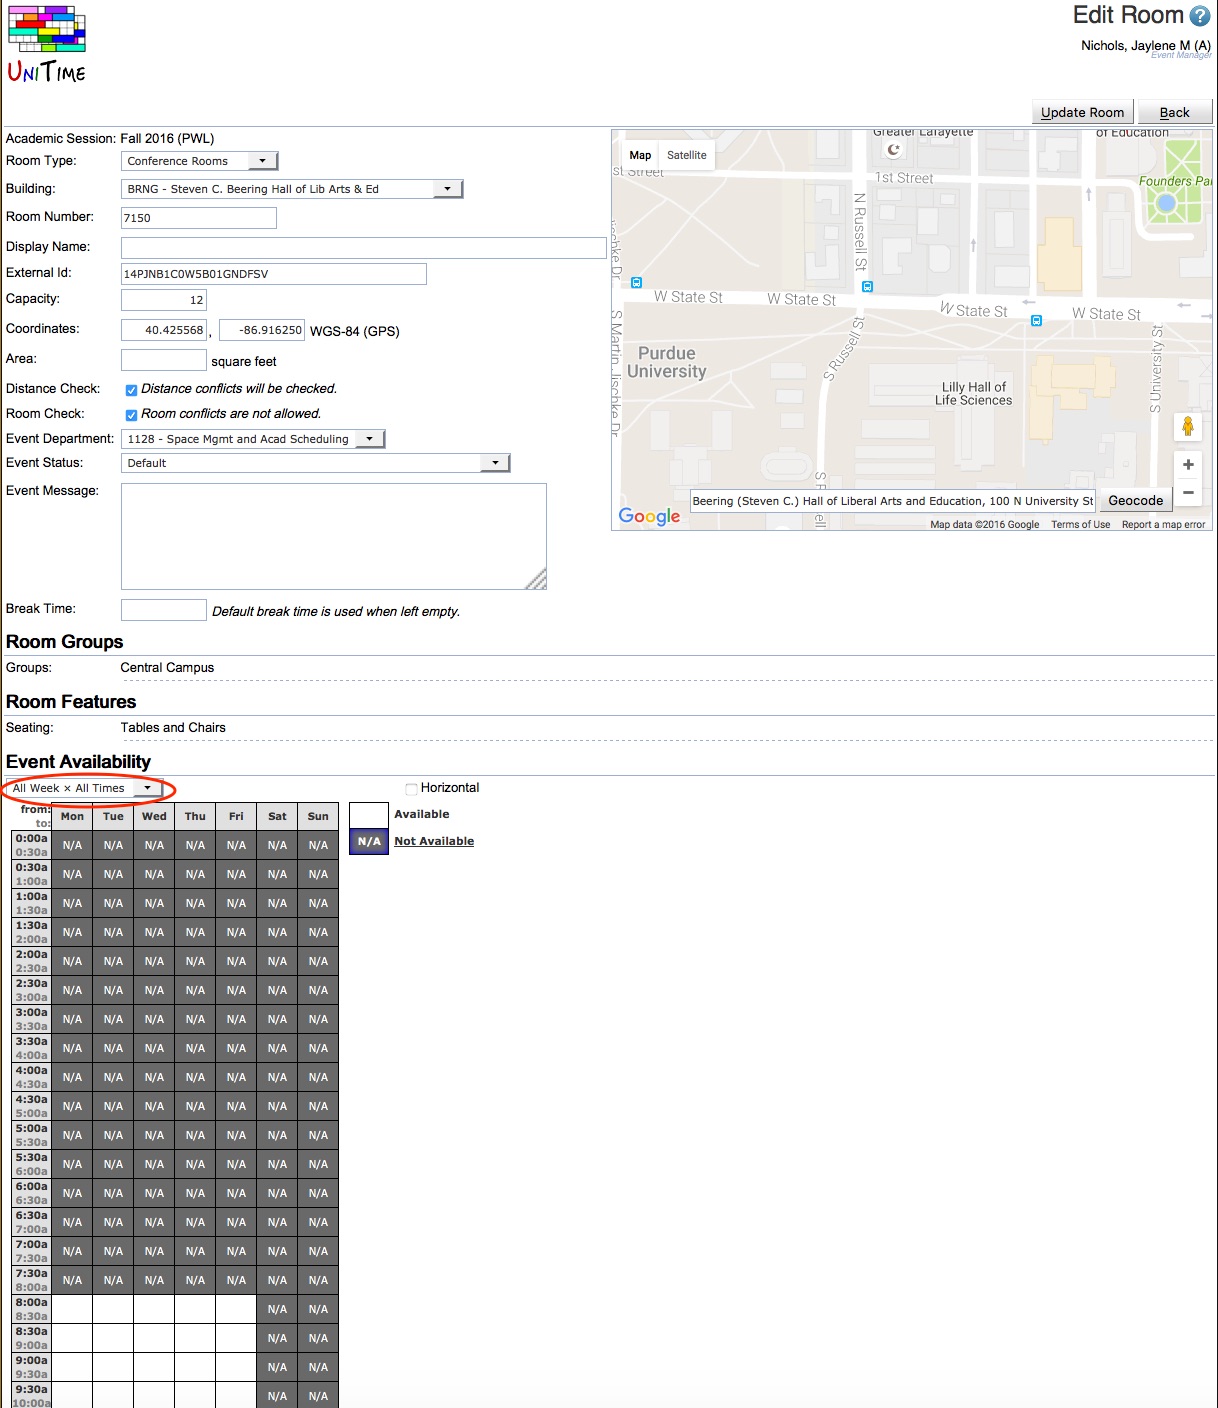 UniTime
Edit Room ?
Nichols, Jaylene M (A)
Event Manager
Update Room Back
Academic Session: Fall 2016 (PWL)
Room Type: Conference Rooms
Building: BRNG - Steven C. Beering Hall of Lib Arts & Ed
Room Number: 7150
Display Name:
External Id: 14PJNB1C0W5B01GNDFSV
Capacity: 12
Coordinates: 40.425568 , -86.916250 WGS-84 (GPS)
Area: square feet
Distance Check: Distance conflicts will be checked.
Room Check: Room conflicts are not allowed.
Event Department: 1128 - Space Mgmt and Acad Scheduling
Event Status: Default
Event Message:
Break Time: Default break time is used when left empty.
Greater Lafayette
of Education
Map Satellite
st Street
1st Street
Founders Pa
N Russell St
W State St W State St W State St W State St
S Martin Jischke Dr
S Russell St
S University St
Purdue
University
Lilly Hall of
Life Sciences
+
−
Beering (Steven C.) Hall of Liberal Arts and Education, 100 N University St Geocode
Google
Map data ©2016 Google Terms of Use Report a map error
Room Groups
Groups: Central Campus
Room Features
Seating: Tables and Chairs
Event Availability
All Week × All Times Horizontal
from: Mon Tue Wed Thu Fri Sat Sun
to:
Available
N/A Not Available
0:00a N/A N/A N/A N/A N/A N/A N/A
0:30a
0:30a N/A N/A N/A N/A N/A N/A N/A
1:00a
1:00a N/A N/A N/A N/A N/A N/A N/A
1:30a
1:30a N/A N/A N/A N/A N/A N/A N/A
2:00a
2:00a N/A N/A N/A N/A N/A N/A N/A
2:30a
2:30a N/A N/A N/A N/A N/A N/A N/A
3:00a
3:00a N/A N/A N/A N/A N/A N/A N/A
3:30a
3:30a N/A N/A N/A N/A N/A N/A N/A
4:00a
4:00a N/A N/A N/A N/A N/A N/A N/A
4:30a
4:30a N/A N/A N/A N/A N/A N/A N/A
5:00a
5:00a N/A N/A N/A N/A N/A N/A N/A
5:30a
5:30a N/A N/A N/A N/A N/A N/A N/A
6:00a
6:00a N/A N/A N/A N/A N/A N/A N/A
6:30a
6:30a N/A N/A N/A N/A N/A N/A N/A
7:00a
7:00a N/A N/A N/A N/A N/A N/A N/A
7:30a
7:30a N/A N/A N/A N/A N/A N/A N/A
8:00a
8:00a N/A N/A
8:30a
8:30a N/A N/A
9:00a
9:00a N/A N/A
9:30a
9:30a N/A N/A
10:00a